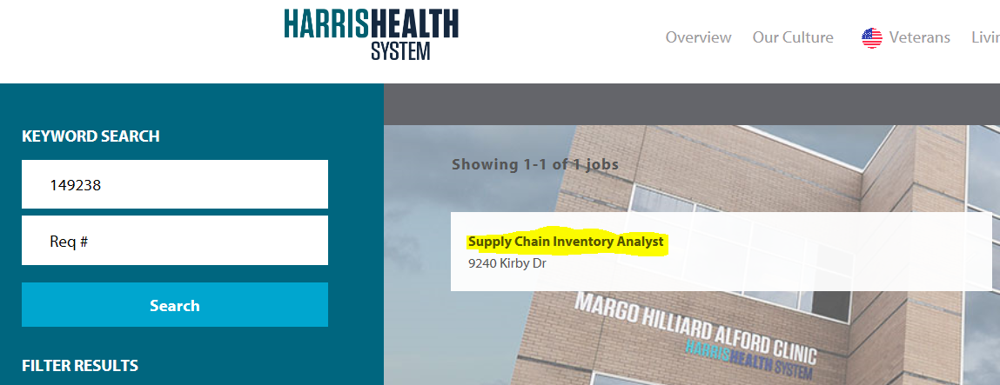 HARRISHEALTH
SYSTEM
Overview Our Culture Veterans Livin
KEYWORD SEARCH
149238
Req #
Search
FILTER RESULTS
Showing 1-1 of 1 jobs
Supply Chain Inventory Analyst
9240 Kirby Dr
MARGO HILLIARD ALFORD CLINIC
HARRISHEALTH SYSTEM